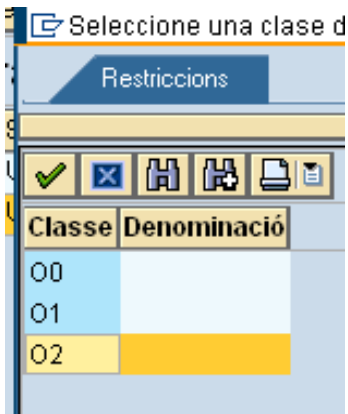 Seleccione una clase d
Restriccions
Classe Denominació
O0
O1
O2